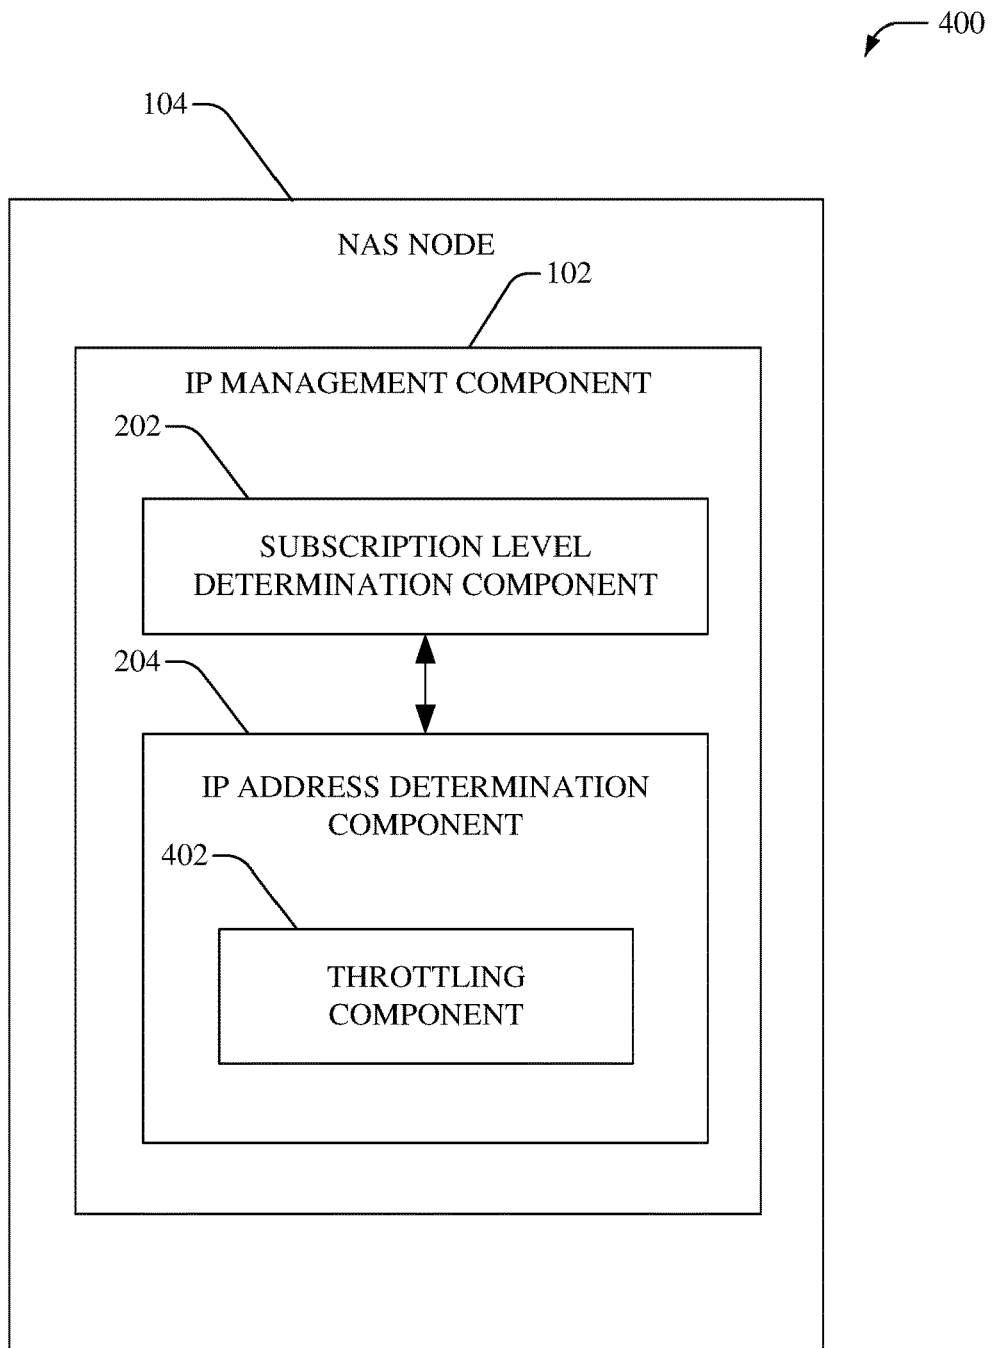 400
104
NAS NODE
102
IP MANAGEMENT COMPONENT
202
SUBSCRIPTION LEVEL
DETERMINATION COMPONENT
204
IP ADDRESS DETERMINATION
COMPONENT
402
THROTTLING
COMPONENT